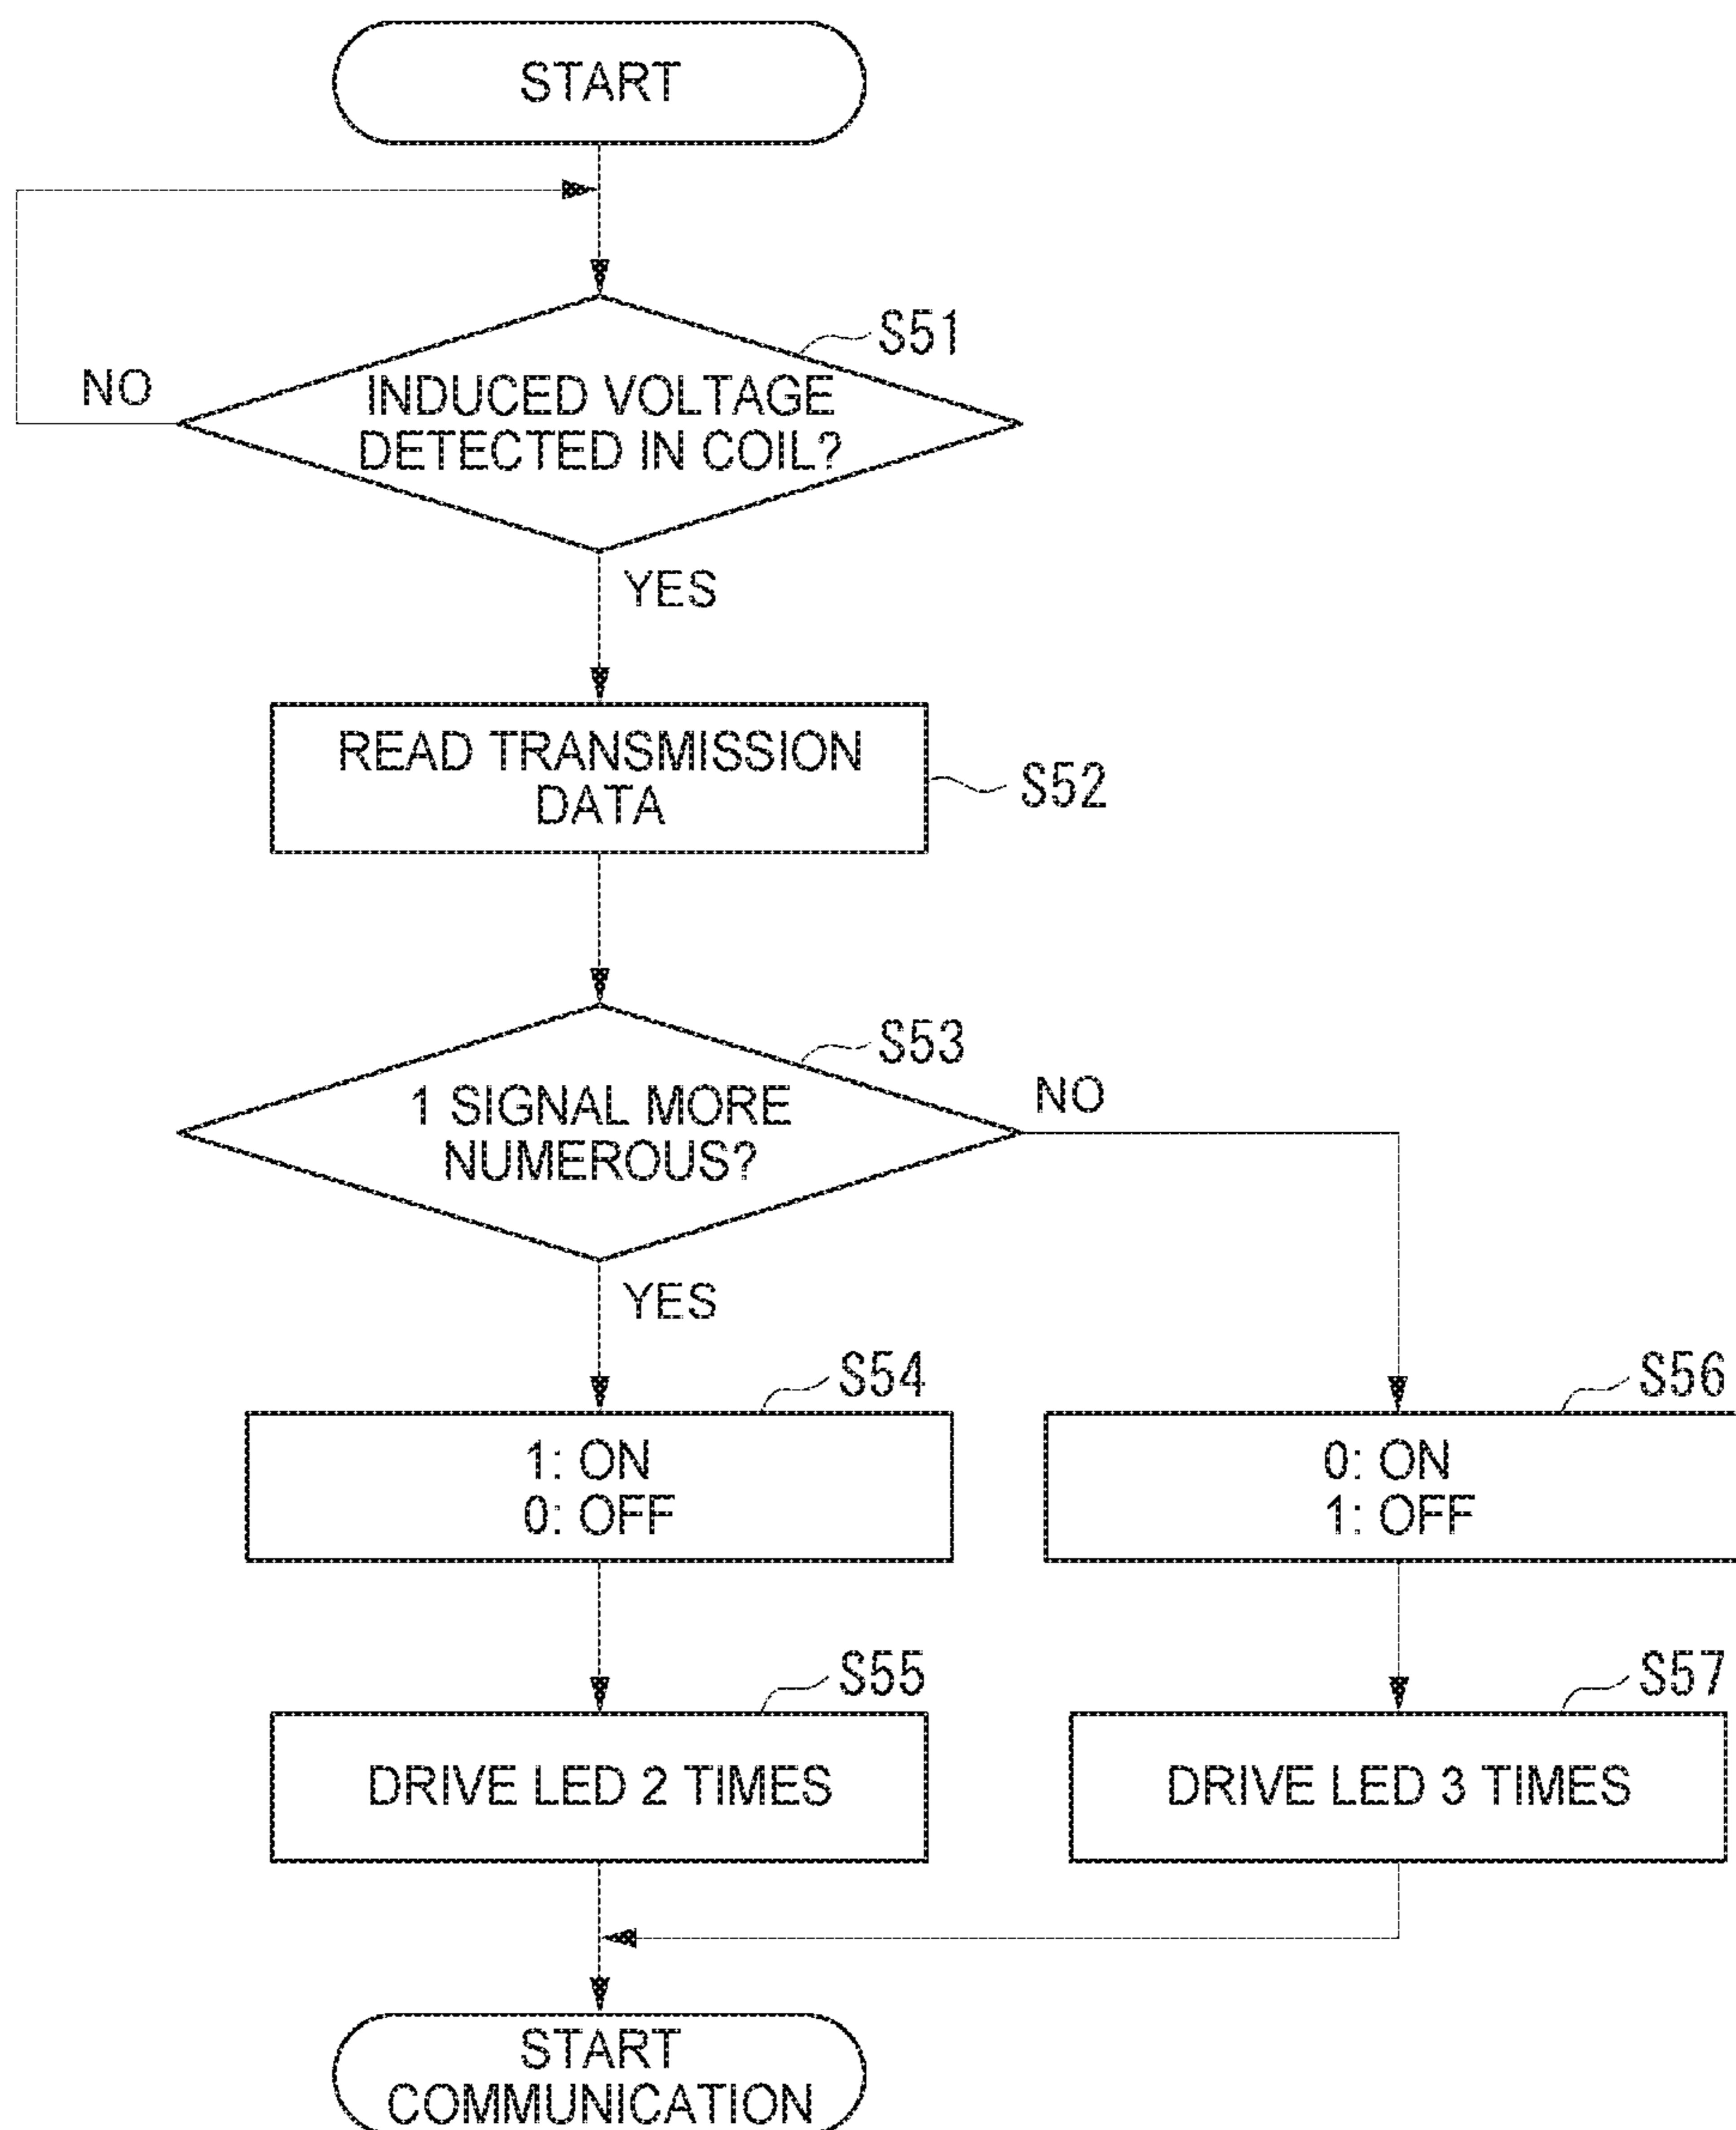 START
S51
NO
INDUCED VOLTAGE
DETECTED IN COIL?
YES
READ TRANSMISSION
DATA
S52
S53
1 SIGNAL MORE
NUMEROUS?
NO
YES
S54
1: ON
0: OFF
S56
0: ON
1: OFF
S55
DRIVE LED 2 TIMES
S57
DRIVE LED 3 TIMES
START
COMMUNICATION